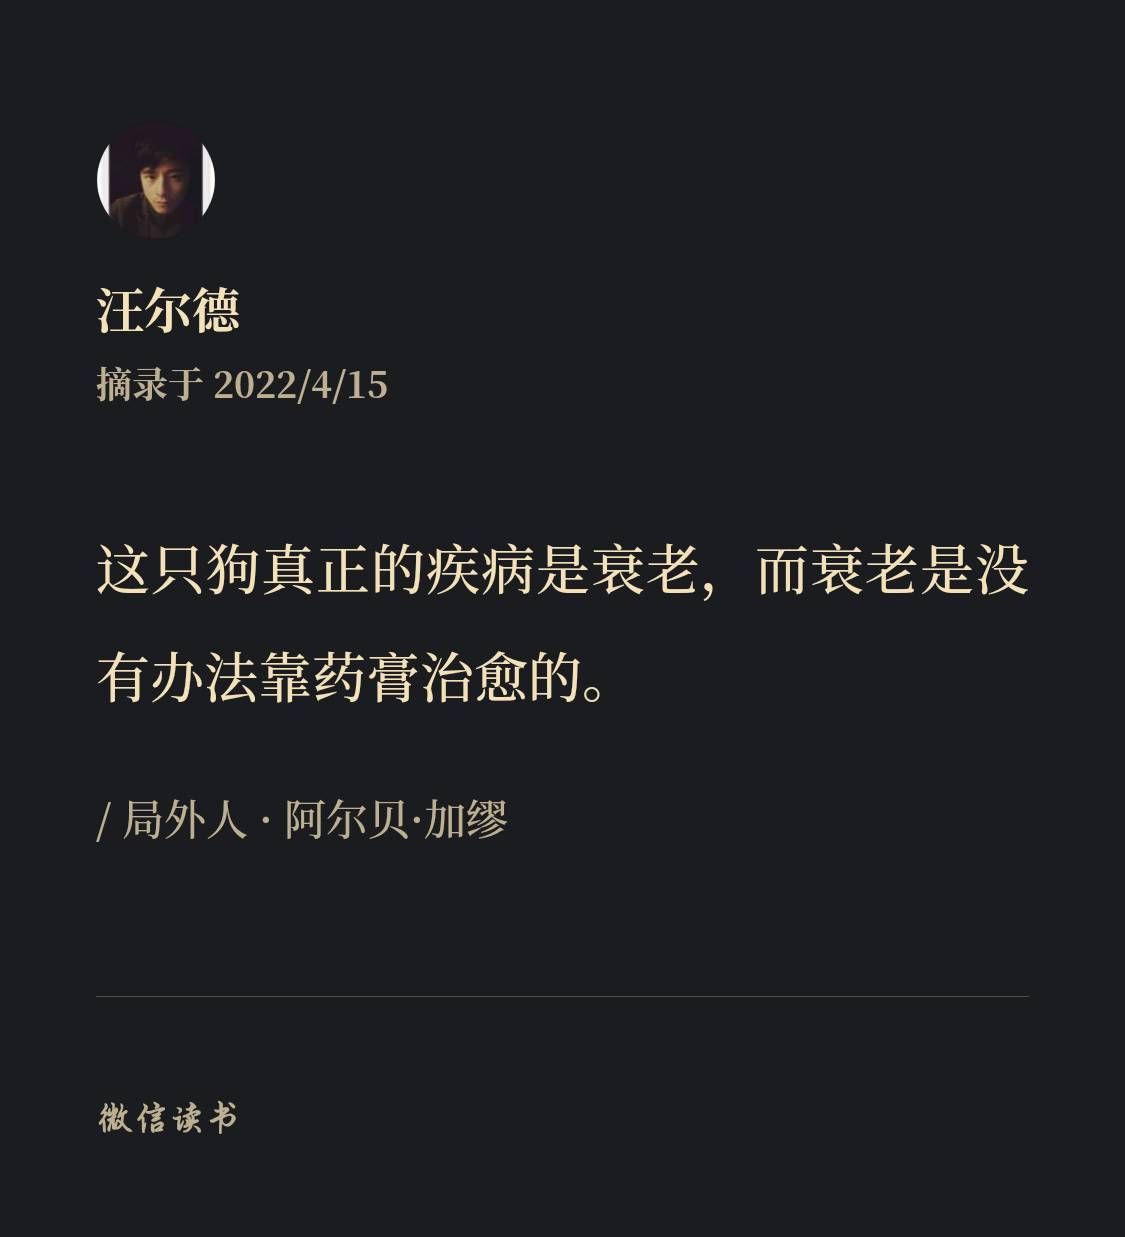 汪尔德
摘录于 2022/4/15
这只狗真正的疾病是衰老，而衰老是没
有办法靠药膏治愈的。
/ 局外人 · 阿尔贝·加缪
微信读书